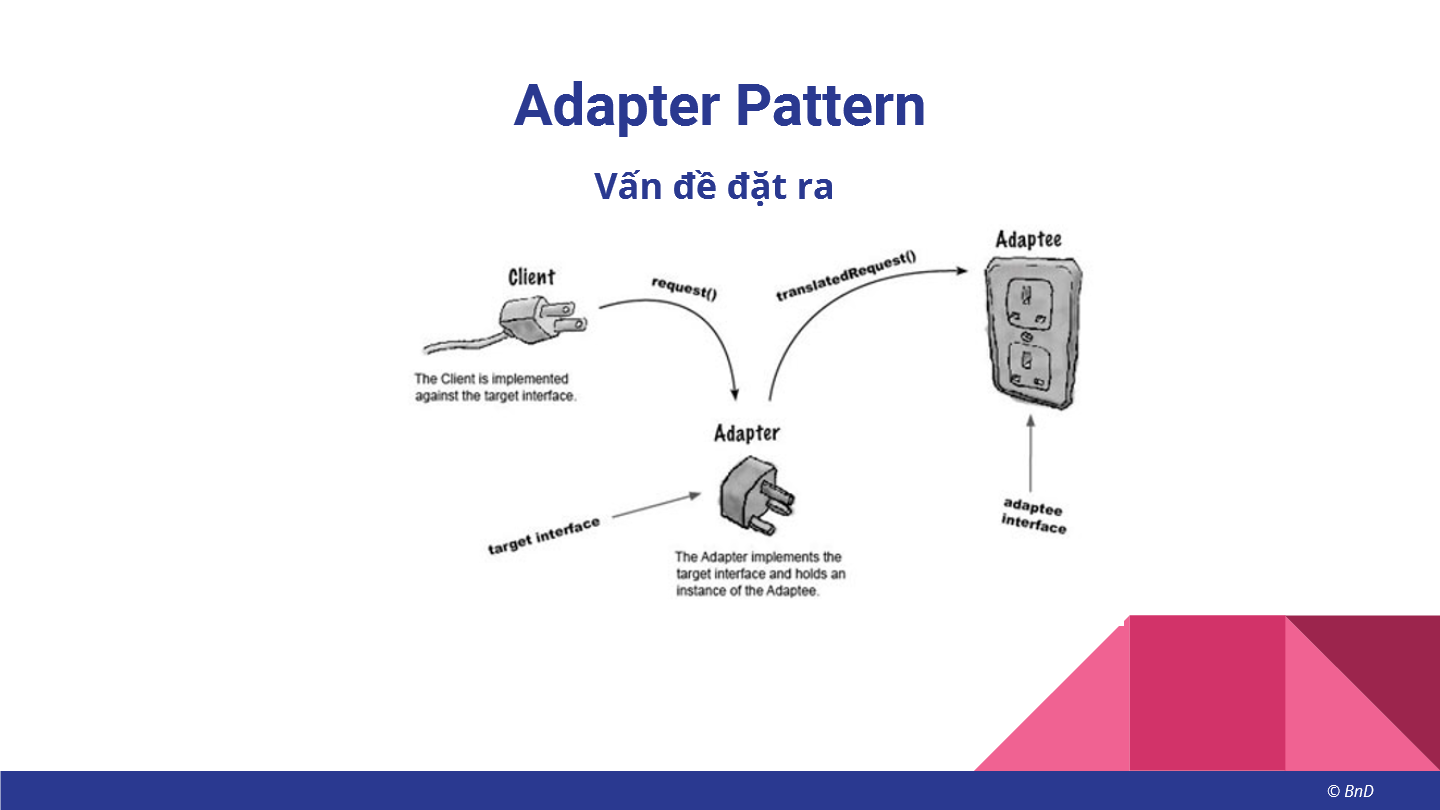 Adapter Pattern
Vấn đề đặt ra
Client
request()
translatedRequest()
Adaptee
The Client is implemented
against the target interface.
Adapter
target interface
adaptee
interface
The Adapter implements the
target interface and holds an
instance of the Adaptee.
© BnD